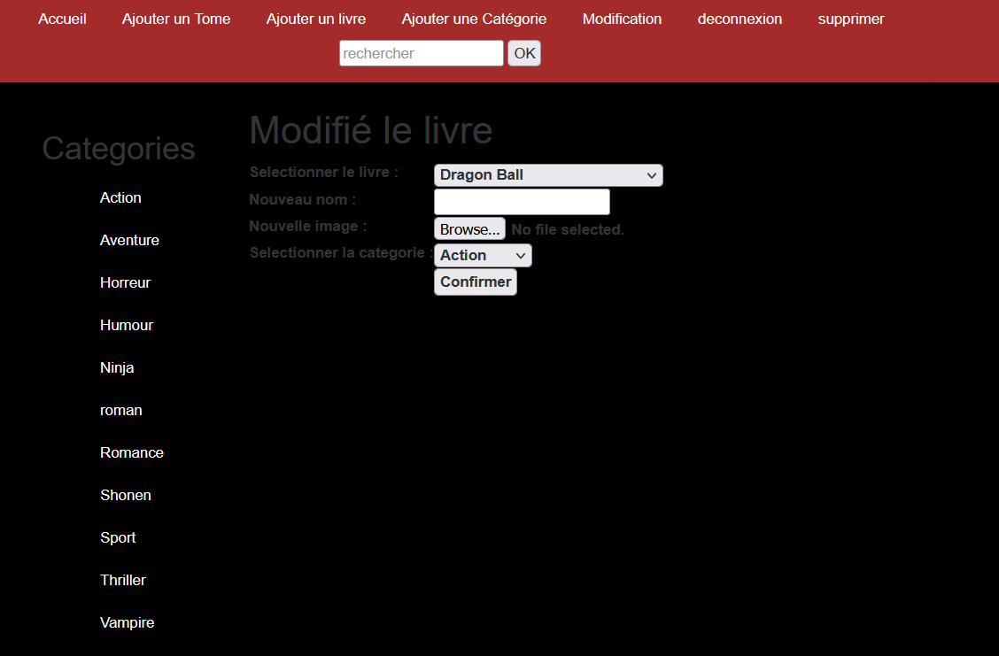 Accueil Ajouter un Tome Ajouter un livre Ajouter une Catégorie Modification deconnexion supprimer
rechercher OK
Categories
Action
Aventure
Horreur
Humour
Ninja
roman
Romance
Shonen
Sport
Thriller
Vampire
Modifié le livre
Selectionner le livre : Dragon Ball
Nouveau nom :
Nouvelle image : Browse... No file selected.
Selectionner la categorie : Action
Confirmer